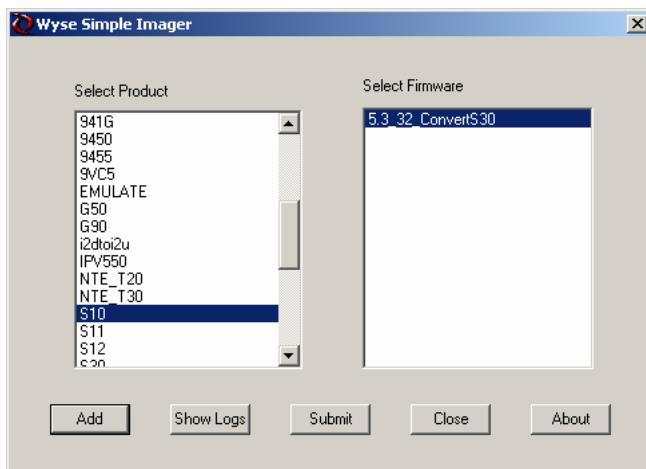 Wyse Simple Imager
Select Product
Select Firmware
941G
9450
9455
9VC5
EMULATE
G50
G90
i2dtoi2u
IPV550
NTE_T20
NTE_T30
S10
S11
S12
S30
5.3_32_ConvertS30
Add
Show Logs
Submit
Close
About